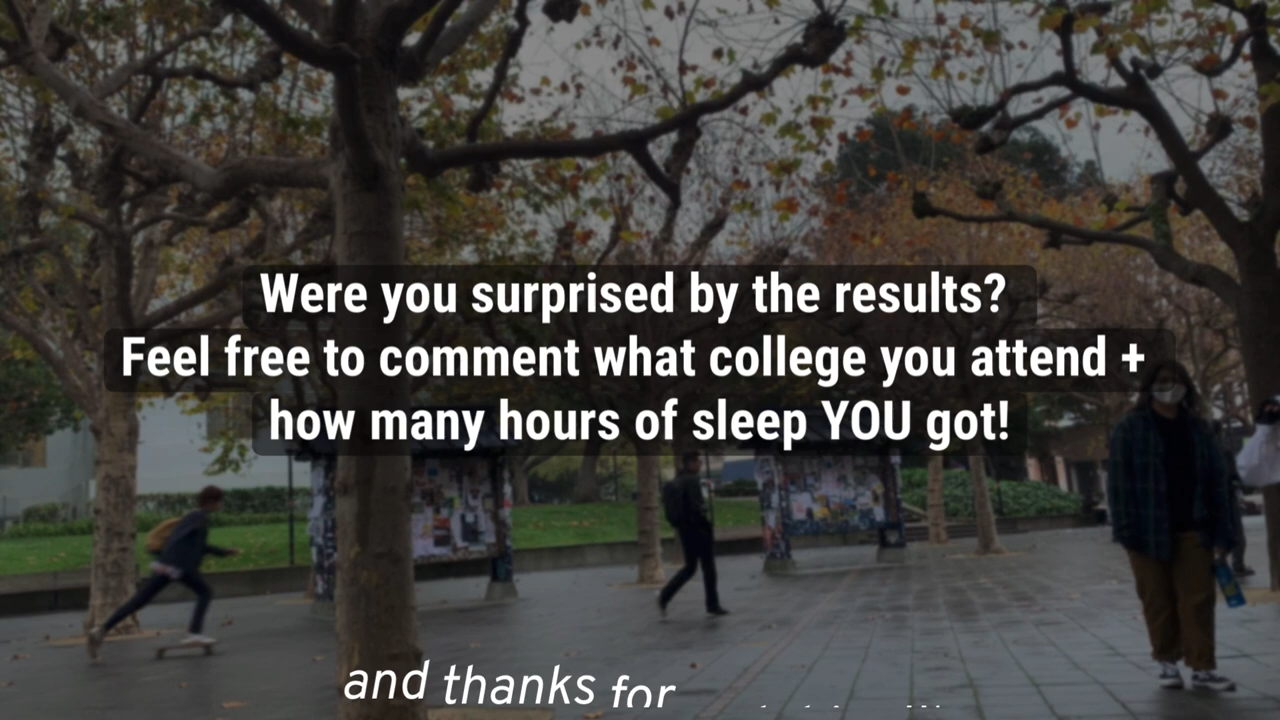 Were you surprised by the results?
Feel free to comment what college you attend +
how many hours of sleep YOU got!
and thanks for